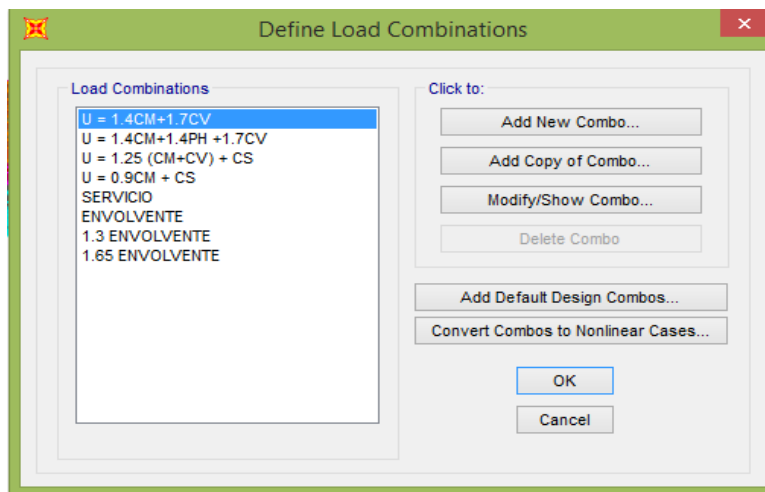 Define Load Combinations
Load Combinations
U = 1.4CM+1.7CV
U = 1.4CM+1.4PH +1.7CV
U = 1.25 (CM+CV) + CS
U = 0.9CM + CS
SERVICIO
ENVOLVENTE
1.3 ENVOLVENTE
1.65 ENVOLVENTE
Click to:
Add New Combo...
Add Copy of Combo...
Modify/Show Combo...
Delete Combo
Add Default Design Combos...
Convert Combos to Nonlinear Cases...
OK
Cancel